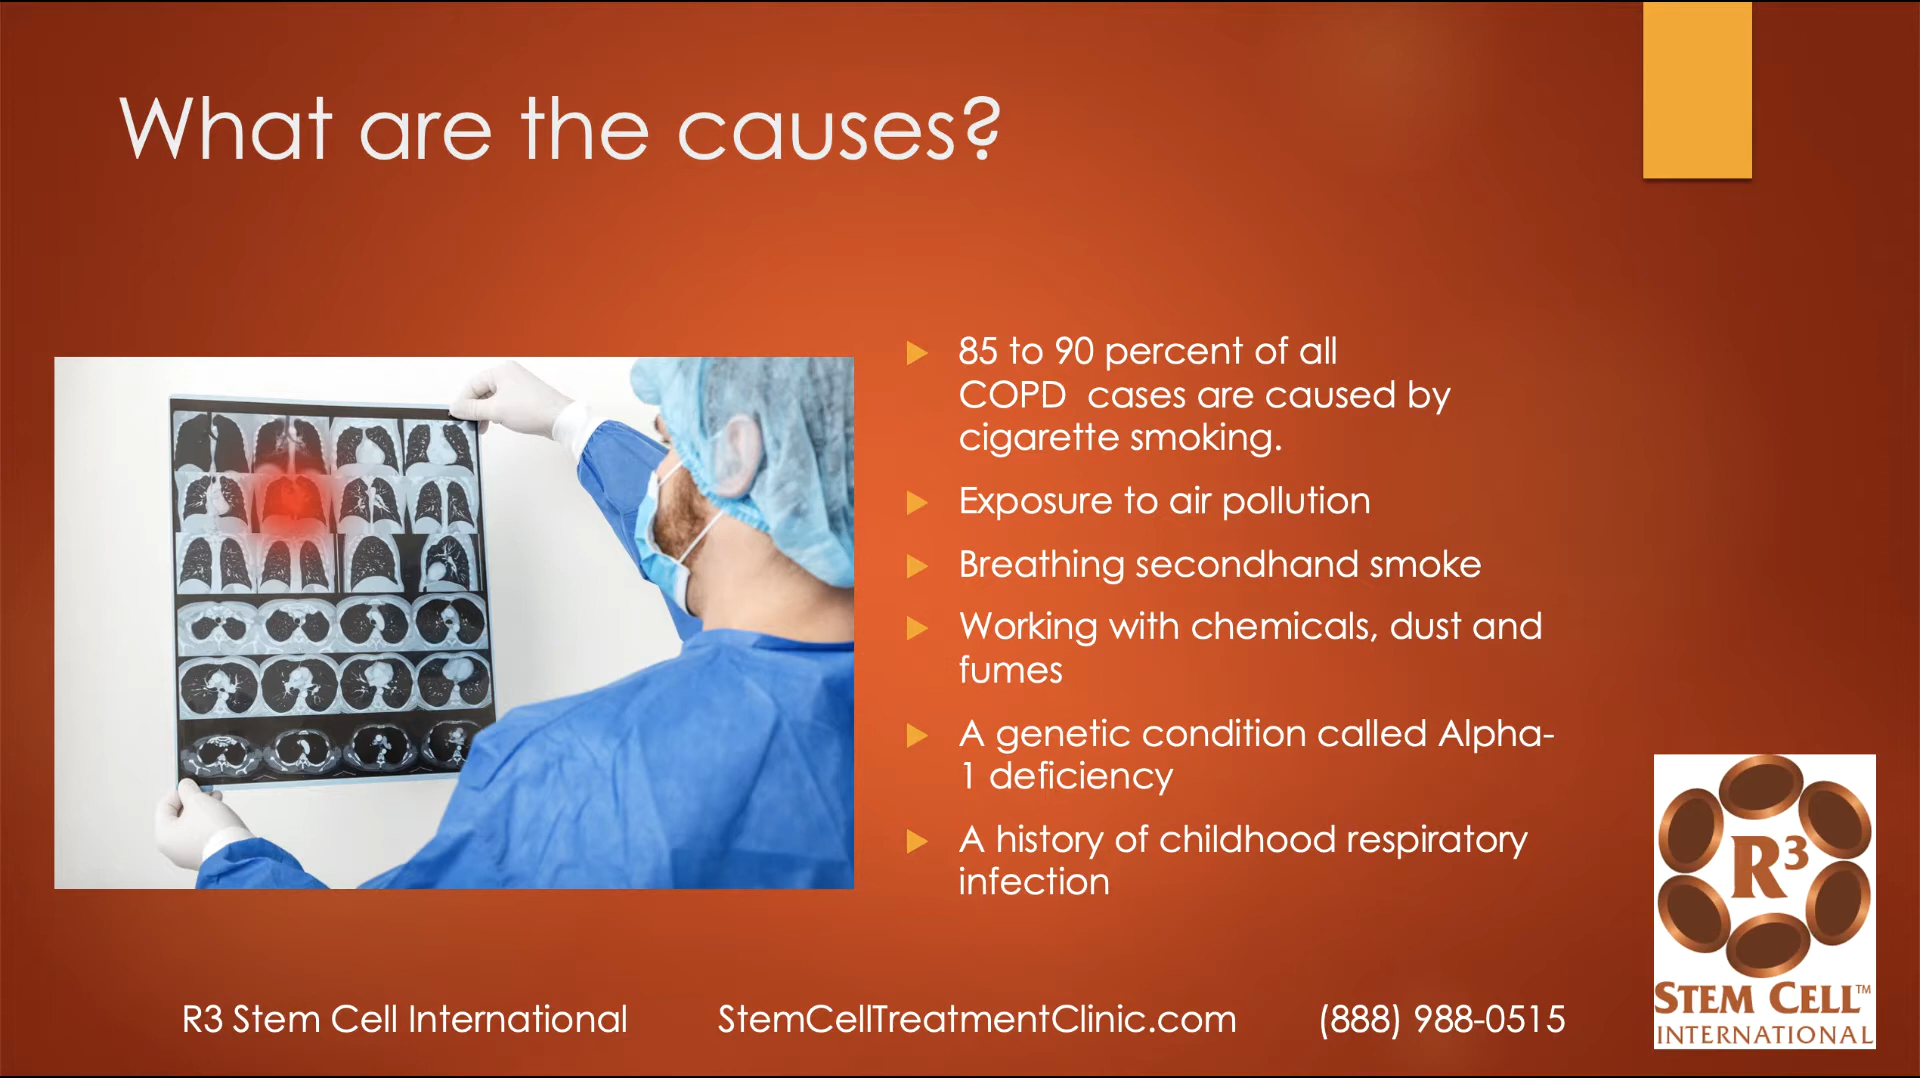 What are the causes?
85 to 90 percent of all
COPD  cases are caused by
cigarette smoking.
Exposure to air pollution
Breathing secondhand smoke
Working with chemicals, dust and
fumes
A genetic condition called Alpha-
1 deficiency
A history of childhood respiratory
infection
R3 Stem Cell International
StemCellTreatmentClinic.com
(888) 988-0515
R³
STEM CELL™
INTERNATIONAL